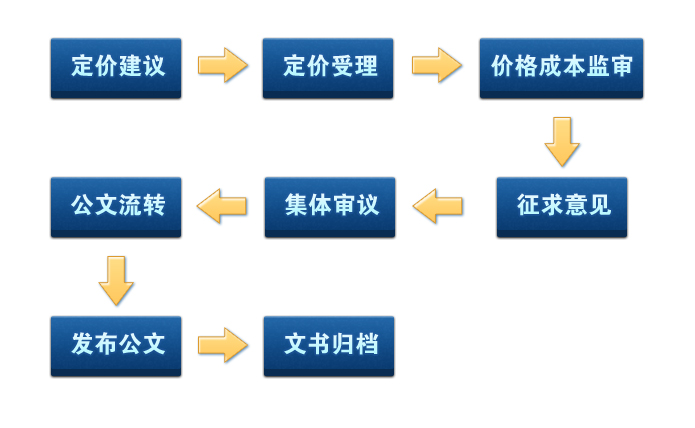 定价建议
定价受理
价格成本监审
征求意见
集体审议
公文流转
发布公文
文书归档